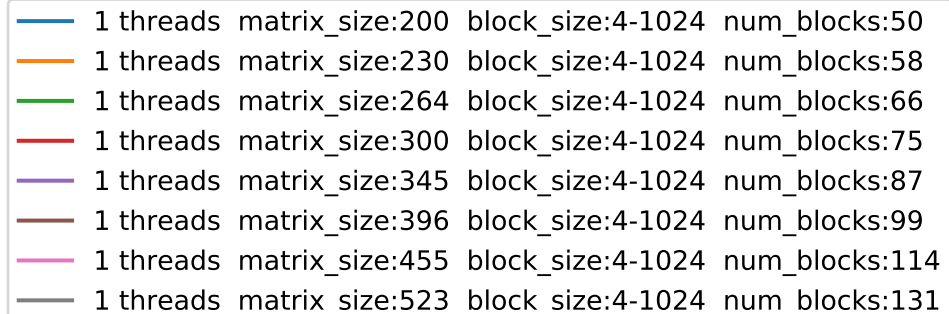 1 threads matrix_size:200 block_size:4-1024 num_blocks:50
1 threads matrix_size:230 block_size:4-1024 num_blocks:58
1 threads matrix_size:264 block_size:4-1024 num_blocks:66
1 threads matrix_size:300 block_size:4-1024 num_blocks:75
1 threads matrix_size:345 block_size:4-1024 num_blocks:87
1 threads matrix_size:396 block_size:4-1024 num_blocks:99
1 threads matrix_size:455 block_size:4-1024 num_blocks:114
1 threads matrix_size:523 block_size:4-1024 num_blocks:131